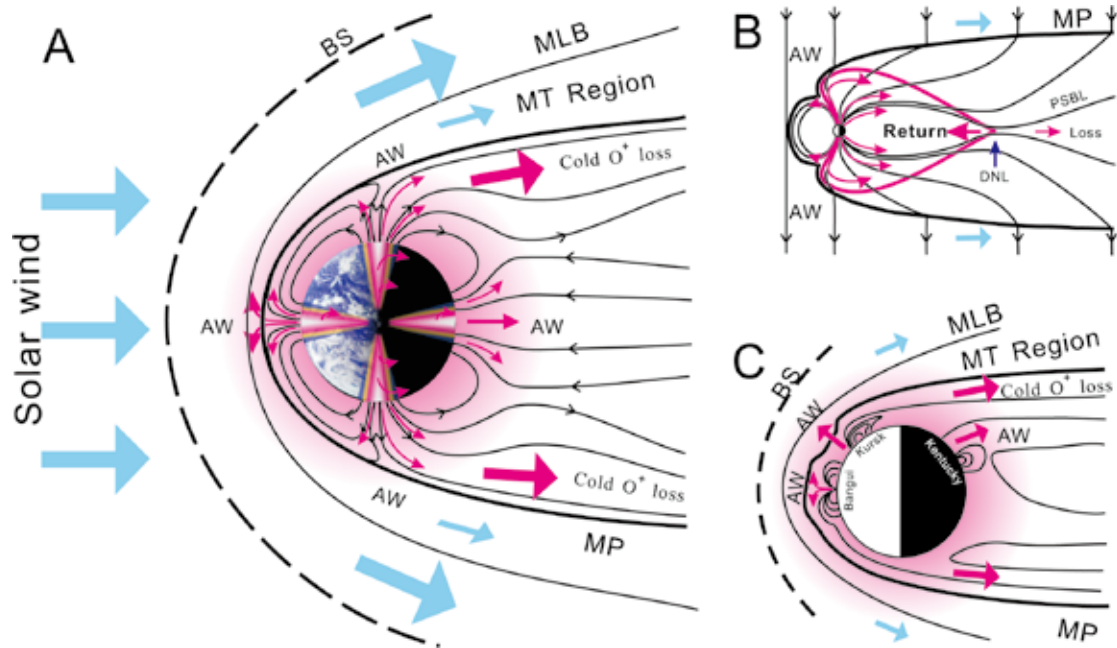 A
BS
MLB
MT Region
AW
Cold O+ loss
Solar wind
AW
AW
Cold O+ loss
AW
MP
B
AW
MP
PSBL
Return
Loss
DNL
AW
C
MLB
MT Region
BS
Cold O+ loss
AW
AW
Kursk
Kentucky
Bangui
AW
MP